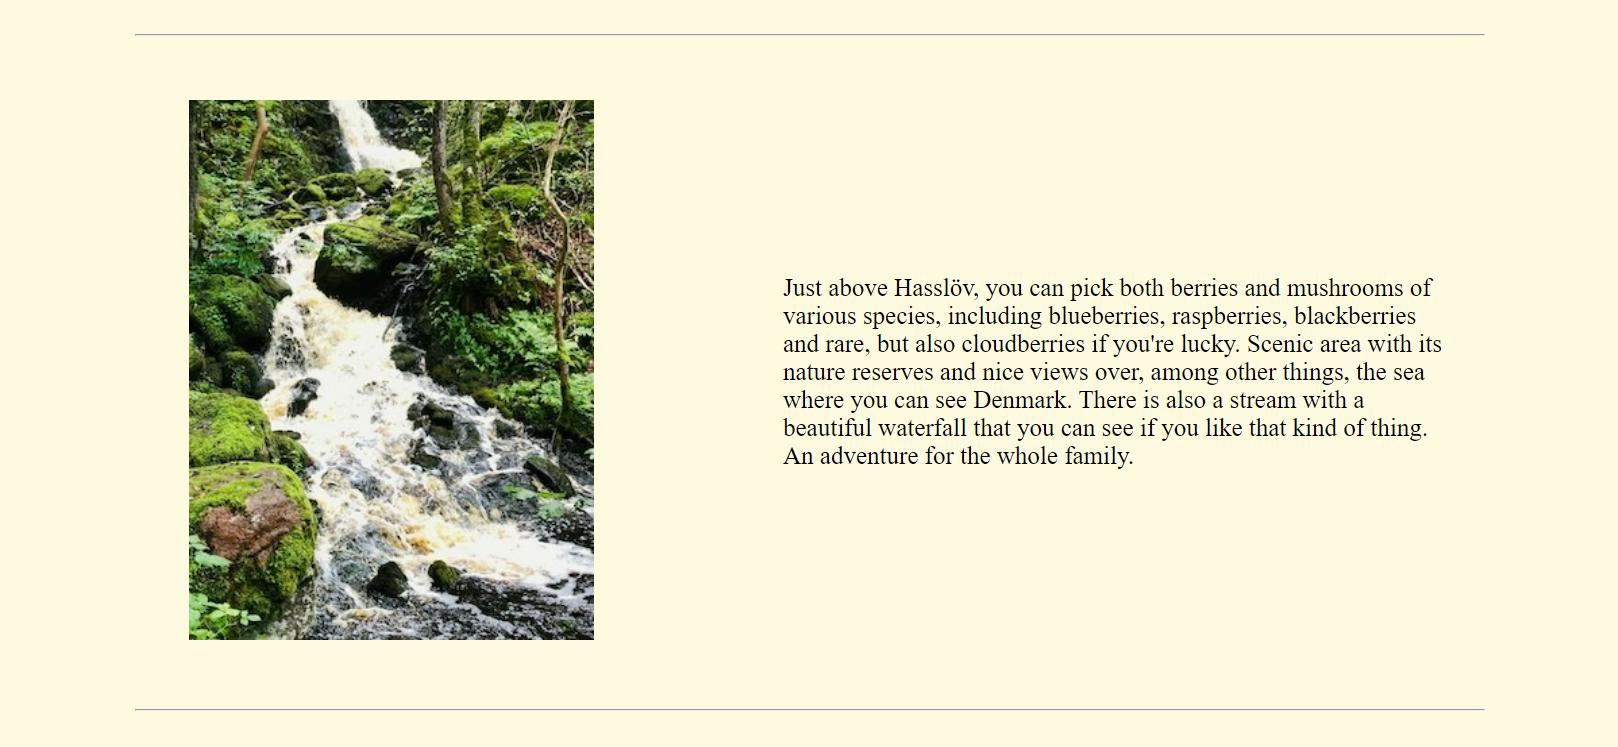 Just above Hasslöv, you can pick both berries and mushrooms of
various species, including blueberries, raspberries, blackberries
and rare, but also cloudberries if you're lucky. Scenic area with its
nature reserves and nice views over, among other things, the sea
where you can see Denmark. There is also a stream with a
beautiful waterfall that you can see if you like that kind of thing.
An adventure for the whole family.